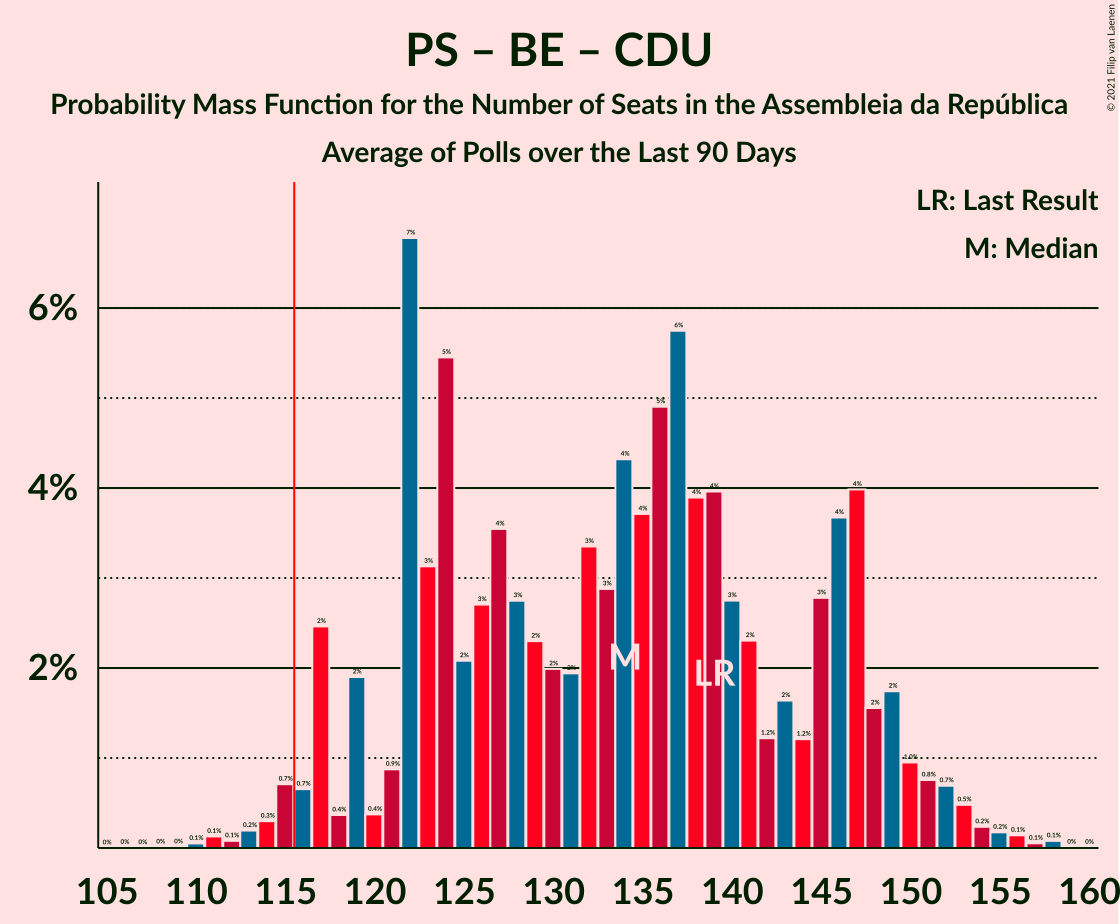 PS – BE – CDU
Probability Mass Function for the Number of Seats in the Assembleia da República
Average of Polls over the Last 90 Days
© 2021 Filip van Laenen
LR: Last Result
M: Median
6%
4%
2%
0% 0% 0% 0% 0% 0.1% 0.1% 0.1% 0.2% 0.3% 0.7% 0.7% 2% 0.4% 2% 0.4% 0.9% 7% 3% 5% 2% 3% 4% 3% 2% 2% 2% 3% 3% 4% 4% 5% 6% 4% 4% 3% 2% 1.2% 2% 1.2% 3% 4% 4% 2% 2% 1.0% 0.8% 0.7% 0.5% 0.2% 0.2% 0.1% 0.1% 0.1% 0% 0%
M
LR
105 110 115 120 125 130 135 140 145 150 155 160